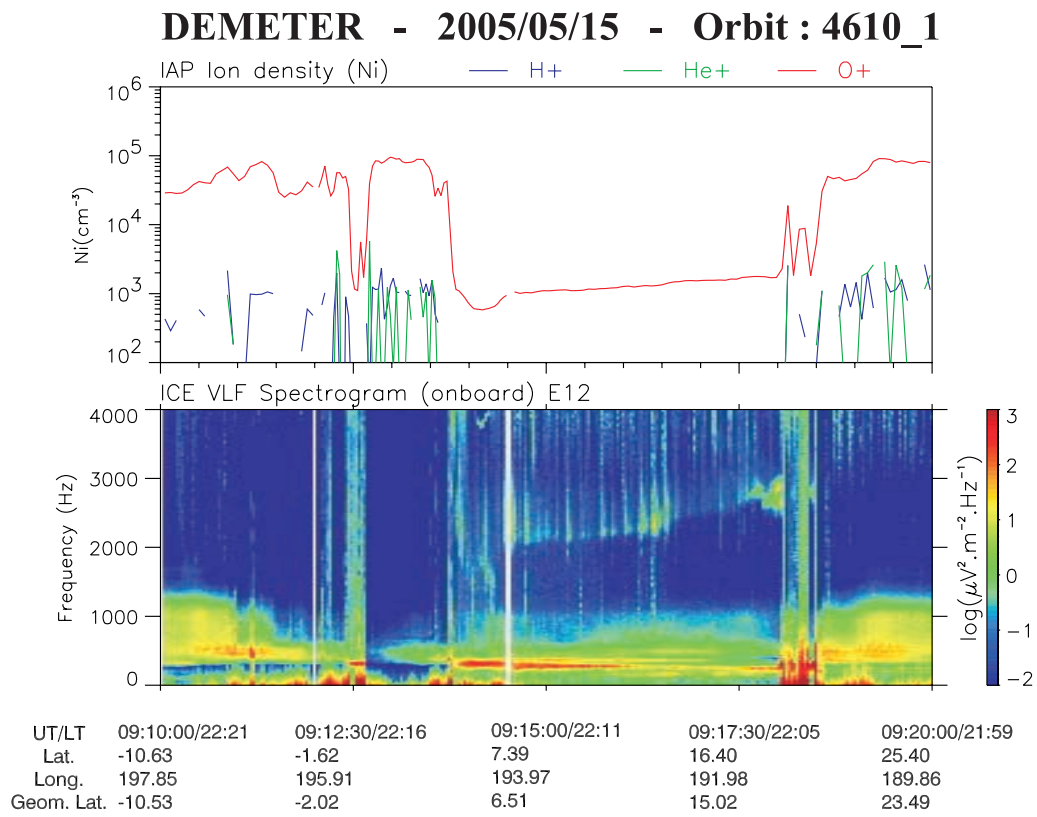 DEMETER - 2005/05/15 - Orbit : 4610_1
IAP Ion density (Ni) H+ He+ O+
10⁶
10⁵
10⁴
10³
10²
Ni(cm⁻³)
ICE VLF Spectrogram (onboard) E12
4000
3000
2000
1000
0
Frequency (Hz)
3
2
1
0
−1
−2
log(μV².m⁻².Hz⁻¹)
UT/LT 09:10:00/22:21 09:12:30/22:16 09:15:00/22:11 09:17:30/22:05 09:20:00/21:59
Lat. -10.63 -1.62 7.39 16.40 25.40
Long. 197.85 195.91 193.97 191.98 189.86
Geom. Lat. -10.53 -2.02 6.51 15.02 23.49